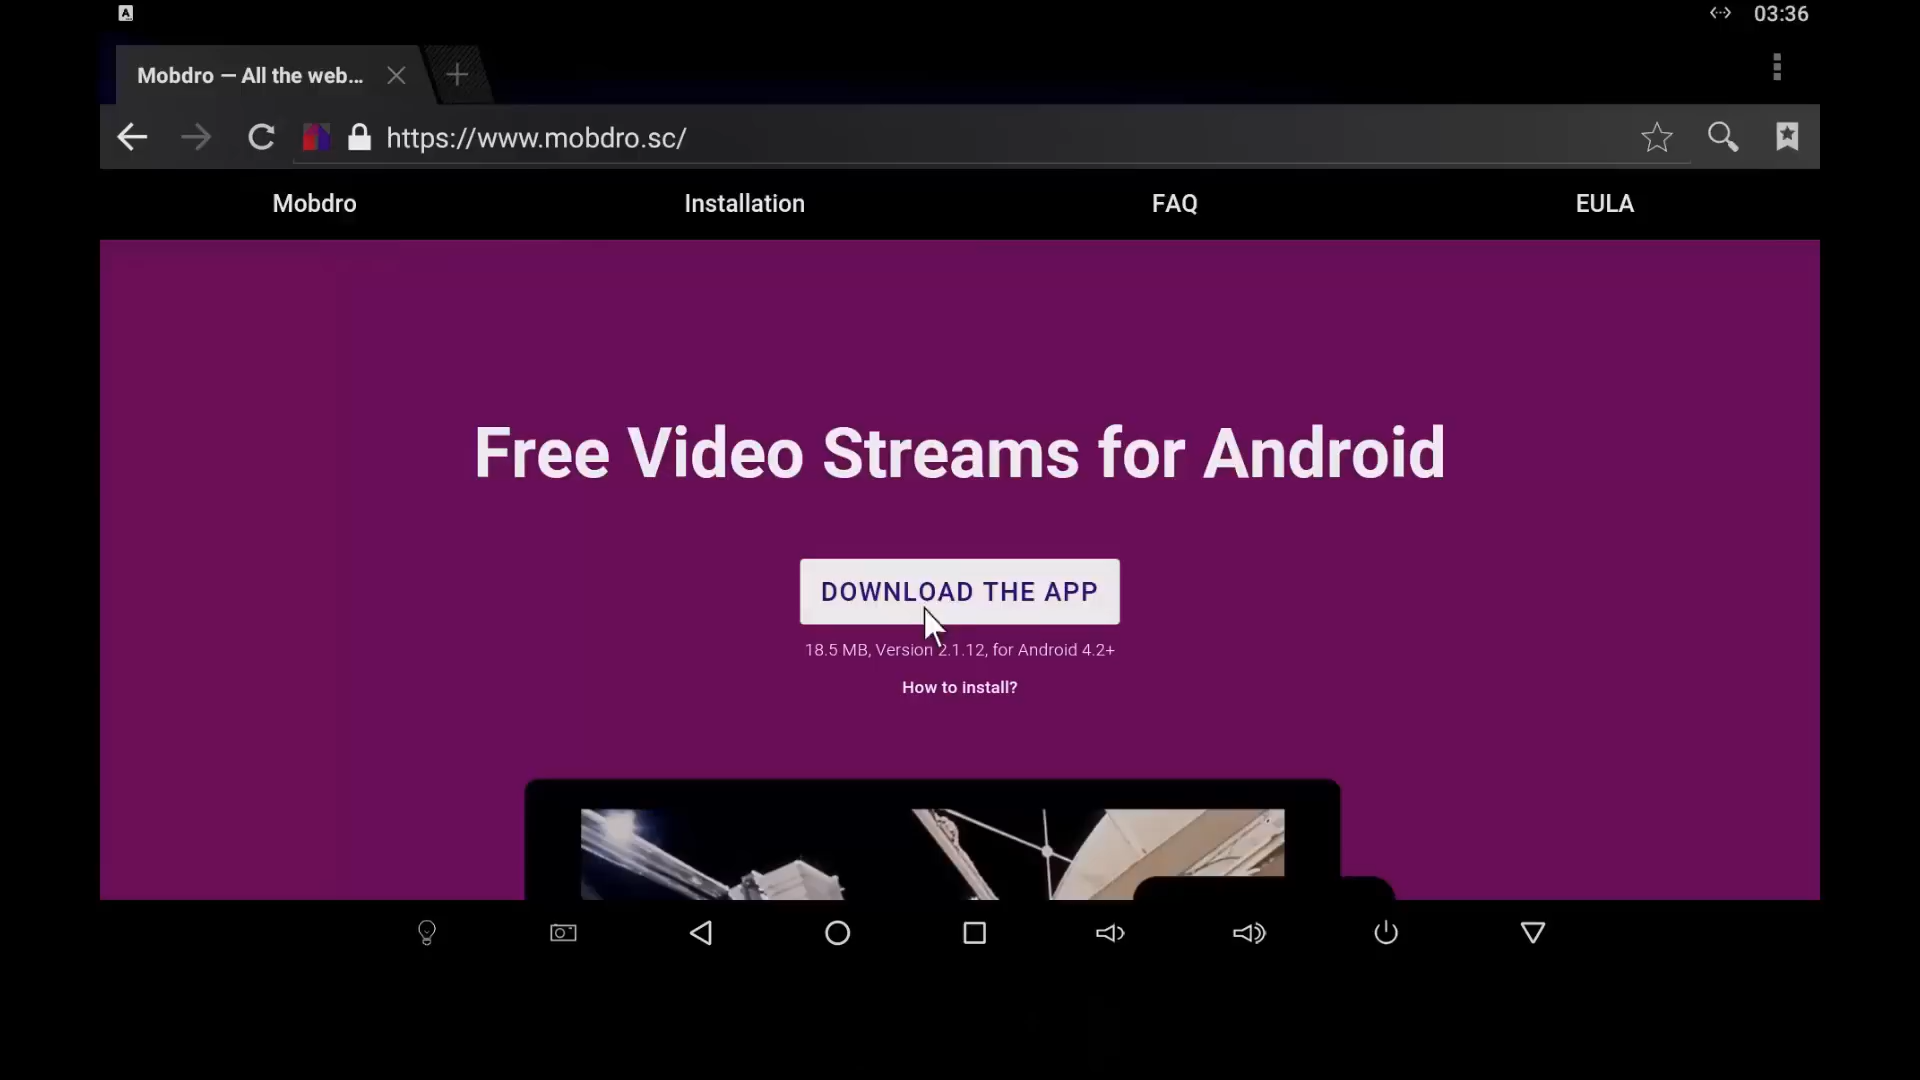 A
03:36
Mobdro — All the web...
https://www.mobdro.sc/
Mobdro Installation FAQ EULA
Free Video Streams for Android
DOWNLOAD THE APP
18.5 MB, Version 2.1.12, for Android 4.2+
How to install?